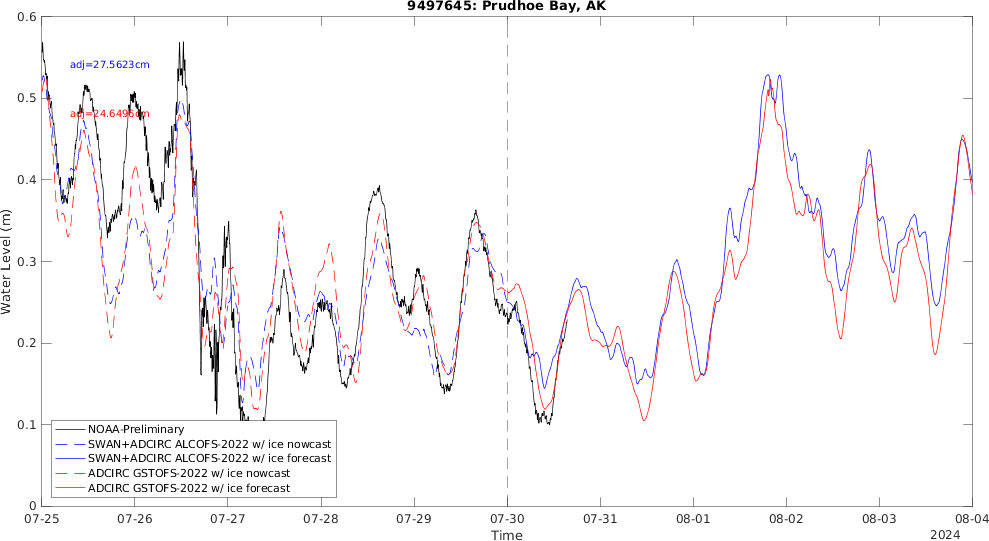 9497645: Prudhoe Bay, AK
0.6
0.5
0.4
0.3
0.2
0.1
0
Water Level (m)
adj=27.5623cm
adj=24.6496cm
NOAA-Preliminary
SWAN+ADCIRC ALCOFS-2022 w/ ice nowcast
SWAN+ADCIRC ALCOFS-2022 w/ ice forecast
ADCIRC GSTOFS-2022 w/ ice nowcast
ADCIRC GSTOFS-2022 w/ ice forecast
07-25 07-26 07-27 07-28 07-29 07-30 07-31 08-01 08-02 08-03 08-04
Time
2024